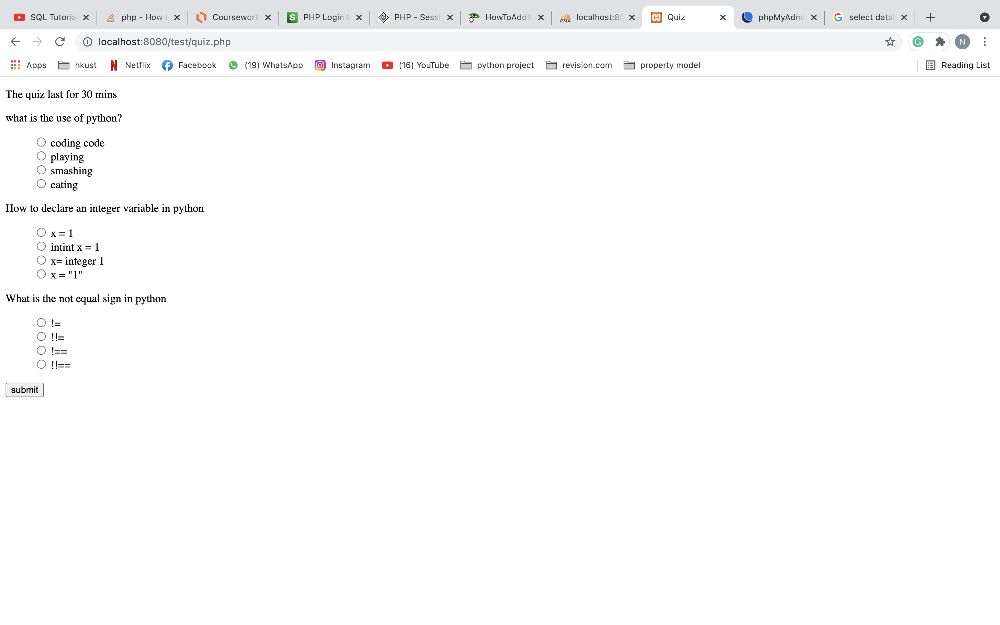 SQL Tutoria
php - How t
Coursework
PHP Login l
PHP - Sessi
HowToAddIt
localhost:80
Quiz
phpMyAdmi
select datab
localhost:8080/test/quiz.php
N
Apps
hkust
Netflix
Facebook
(19) WhatsApp
Instagram
(16) YouTube
python project
revision.com
property model
Reading List
The quiz last for 30 mins
what is the use of python?
coding code
playing
smashing
eating
How to declare an integer variable in python
x = 1
intint x = 1
x= integer 1
x = "1"
What is the not equal sign in python
!=
!!=
!==
!!==
submit